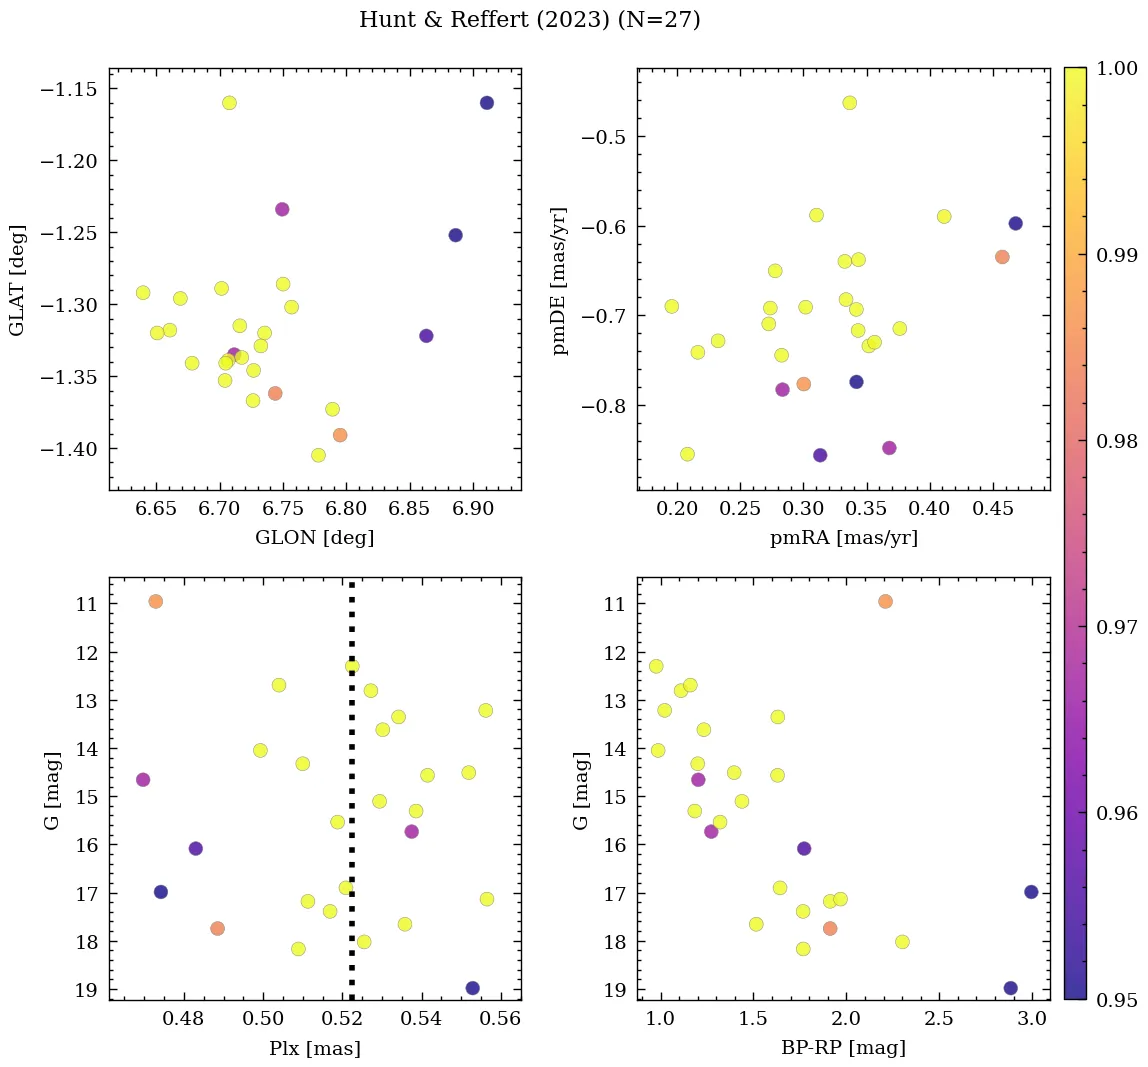 Hunt & Reffert (2023) (N=27)
GLAT [deg]
−1.15
−1.20
−1.25
−1.30
−1.35
−1.40
6.65 6.70 6.75 6.80 6.85 6.90
GLON [deg]
pmDE [mas/yr]
−0.5
−0.6
−0.7
−0.8
0.20 0.25 0.30 0.35 0.40 0.45
pmRA [mas/yr]
G [mag]
11
12
13
14
15
16
17
18
19
0.48 0.50 0.52 0.54 0.56
Plx [mas]
G [mag]
11
12
13
14
15
16
17
18
19
1.0 1.5 2.0 2.5 3.0
BP-RP [mag]
1.00
0.99
0.98
0.97
0.96
0.95